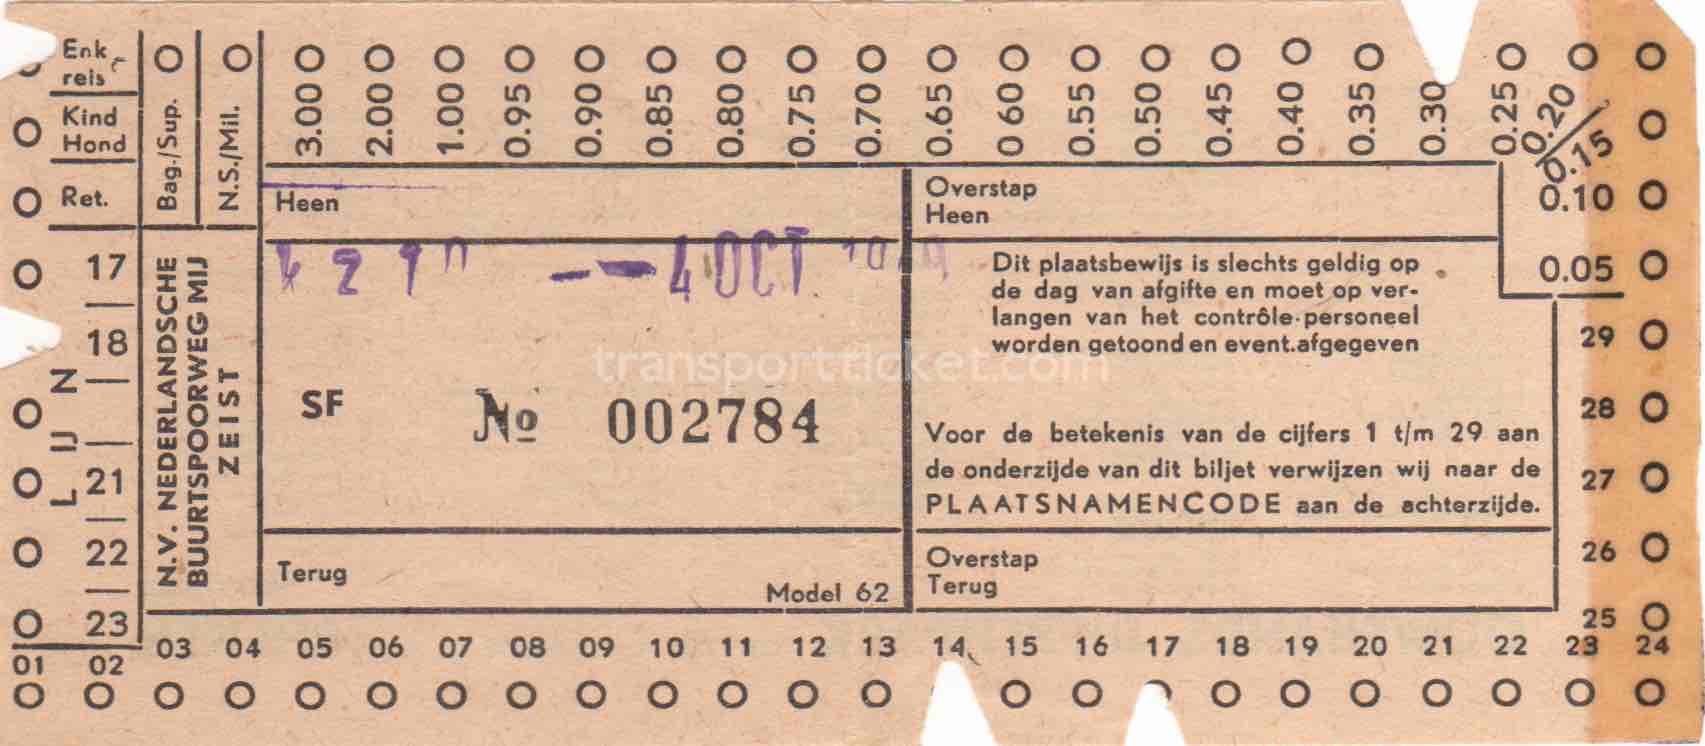 Enk
reis
Kind
Hond
Ret.
Bag./Sup.
N.S./Mil.
3.00
2.00
1.00
0.95
0.90
0.85
0.80
0.75
0.70
0.65
0 60
0.55
0.50
0.45
0.40
0.35
0.30
0.25
0.20
0.15
0.10
0.05
LIJN
17
18
21
22
23
N.V. NEDERLANDSCHE
BUURTSPOORWEG MIJ
ZEIST
Heen
-- 4 OCT
SF
No 002784
Terug
Model 62
Overstap
Heen
Dit plaatsbewijs is slechts geldig op
de dag van afgifte en moet op ver-
langen van het contrôle-personeel
worden getoond en event.afgegeven
transportticket.com
Voor de betekenis van de cijfers 1 t/m 29 aan
de onderzijde van dit biljet verwijzen wij naar de
PLAATSNAMENCODE aan de achterzijde.
Overstap
Terug
29
28
27
26
25
01 02 03 04 05 06 07 08 09 10 11 12 13 14 15 16 17 18 19 20 21 22 23 24